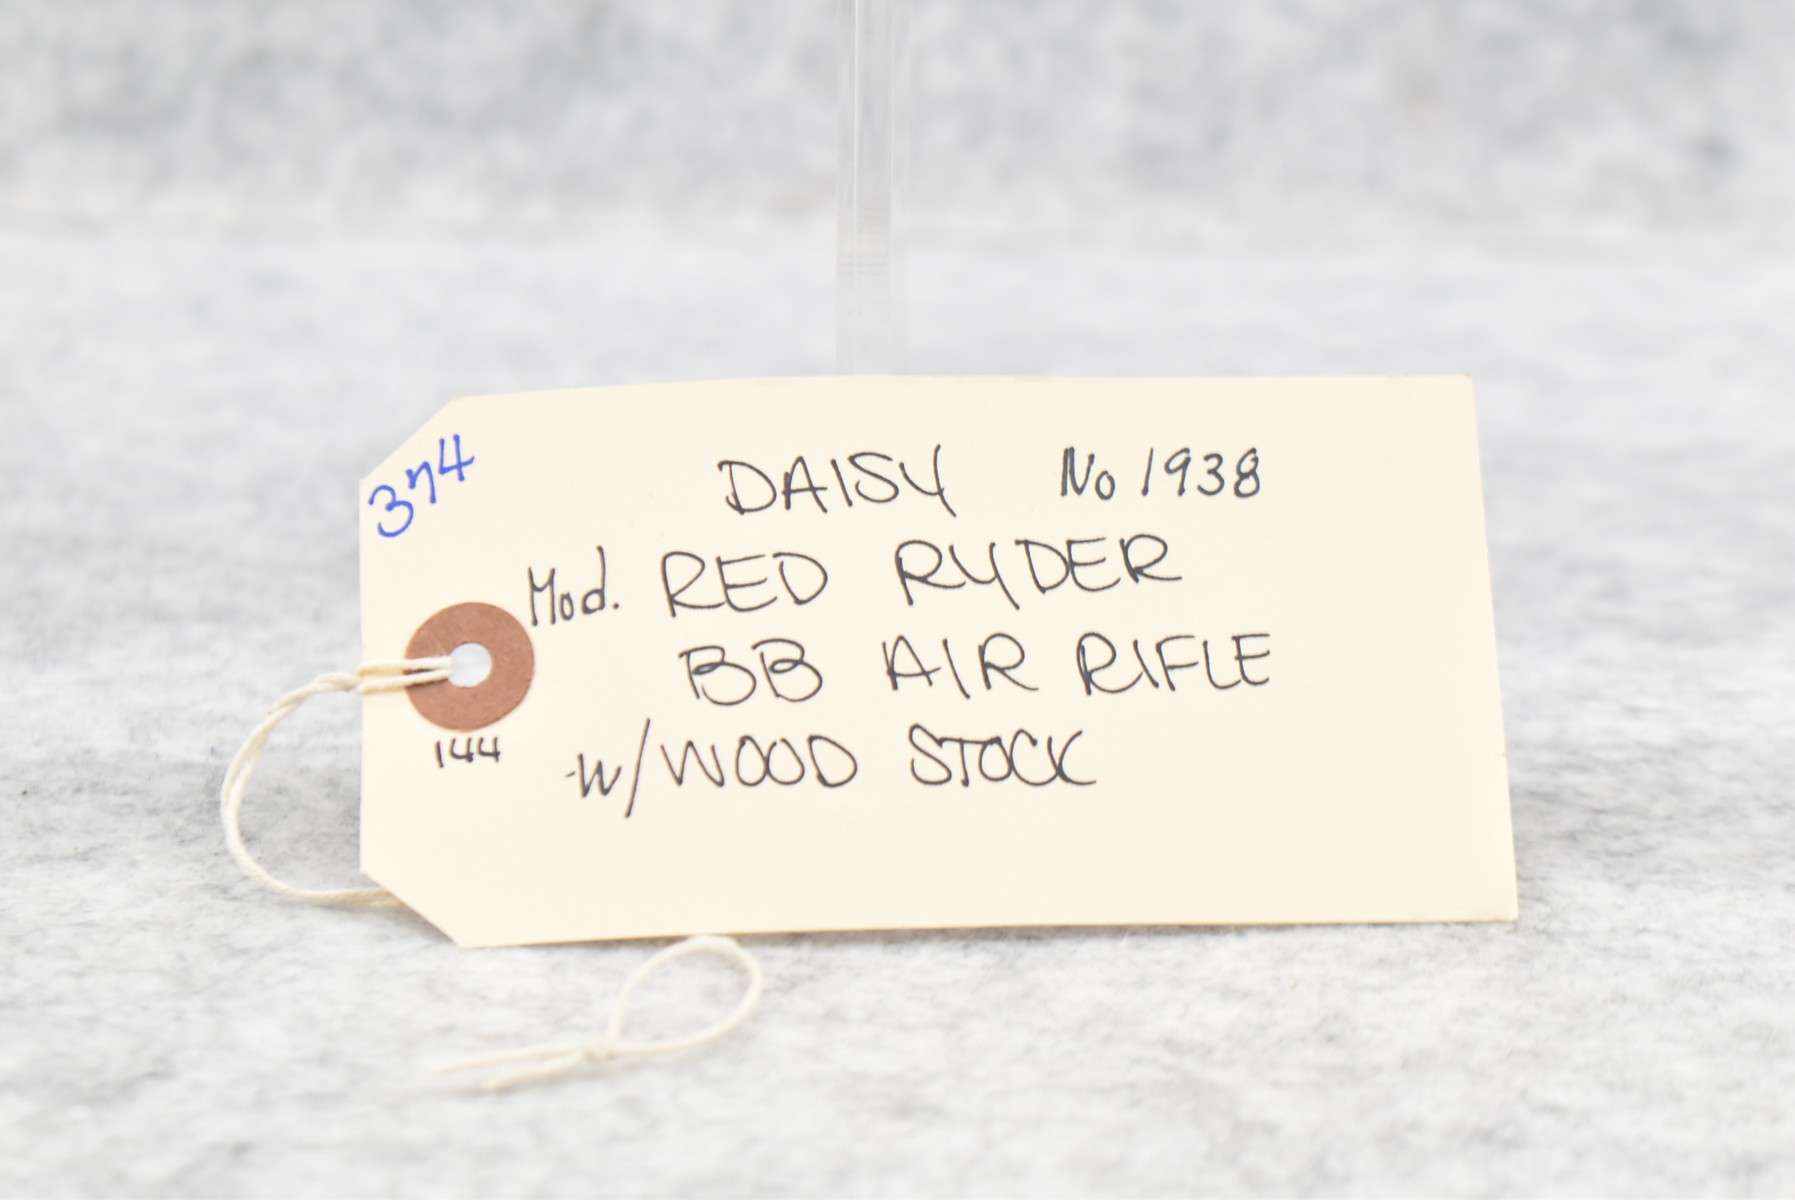 374
DAISY No 1938
Mod. RED RYDER
BB AIR RIFLE
W/WOOD STOCK
144